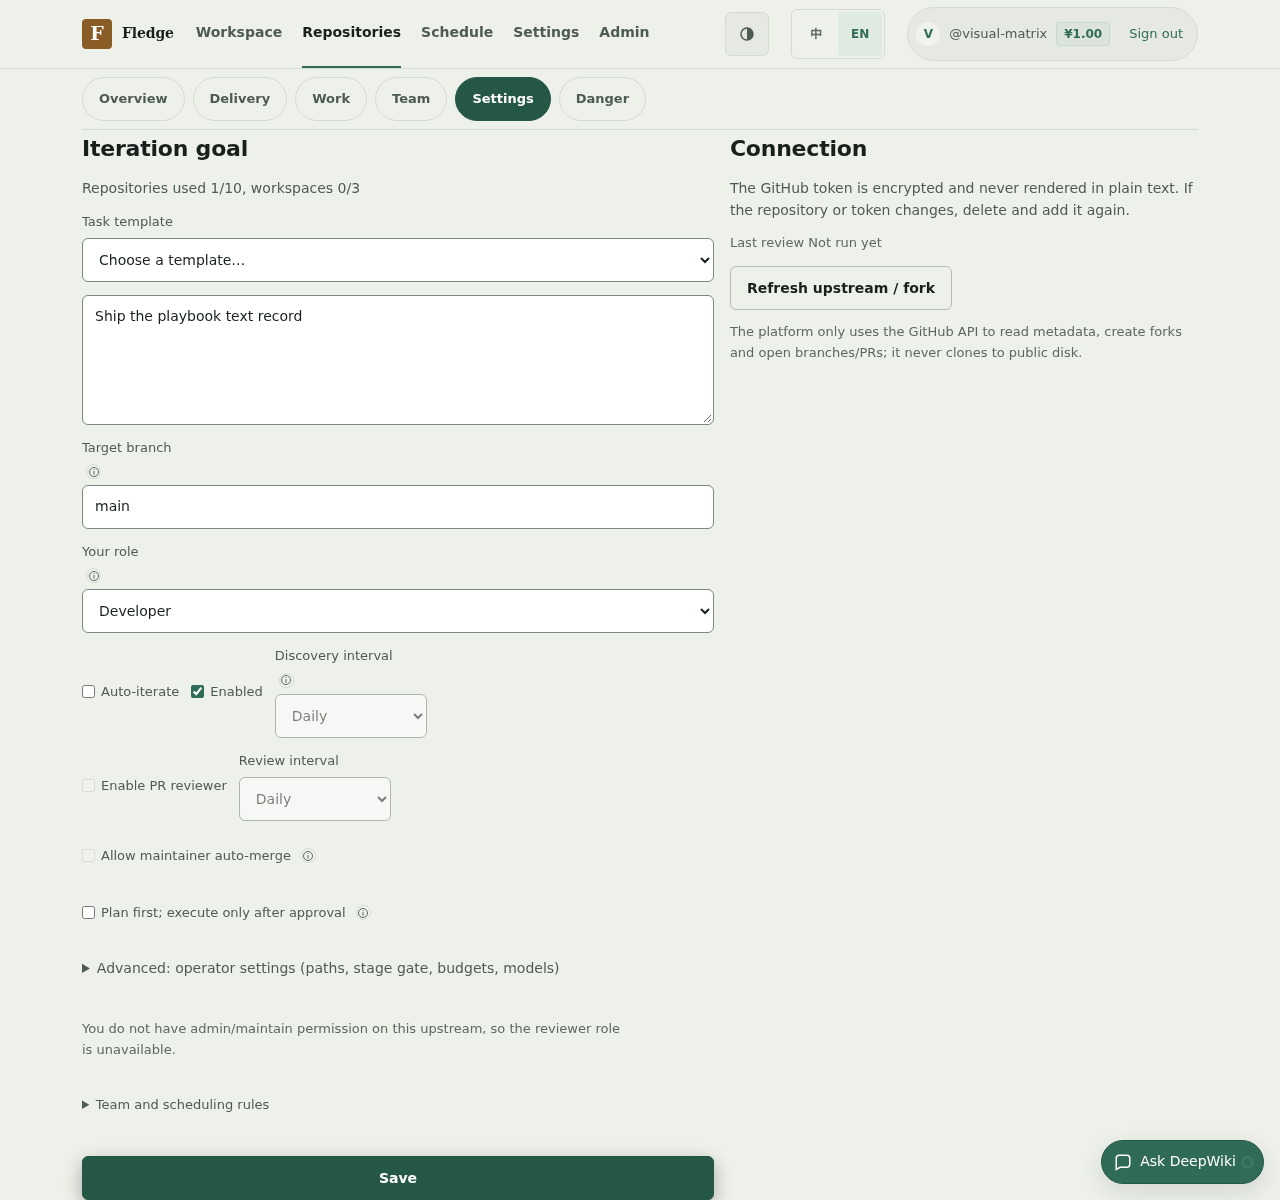 F Fledge Workspace Repositories Schedule Settings Admin 中 EN V @visual-matrix ¥1.00 Sign out
Overview Delivery Work Team Settings Danger
Iteration goal
Repositories used 1/10, workspaces 0/3
Task template
Choose a template...
Ship the playbook text record
Target branch
main
Your role
Developer
Discovery interval
Auto-iterate Enabled
Daily
Review interval
Enable PR reviewer
Daily
Allow maintainer auto-merge
Plan first; execute only after approval
Advanced: operator settings (paths, stage gate, budgets, models)
You do not have admin/maintain permission on this upstream, so the reviewer role
is unavailable.
Team and scheduling rules
Save
Connection
The GitHub token is encrypted and never rendered in plain text. If
the repository or token changes, delete and add it again.
Last review Not run yet
Refresh upstream / fork
The platform only uses the GitHub API to read metadata, create forks
and open branches/PRs; it never clones to public disk.
Ask DeepWiki